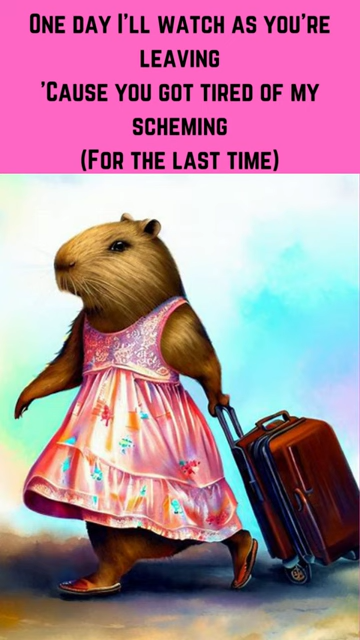 One day I'll watch as you're
leaving
'Cause you got tired of my
scheming
(For the last time)